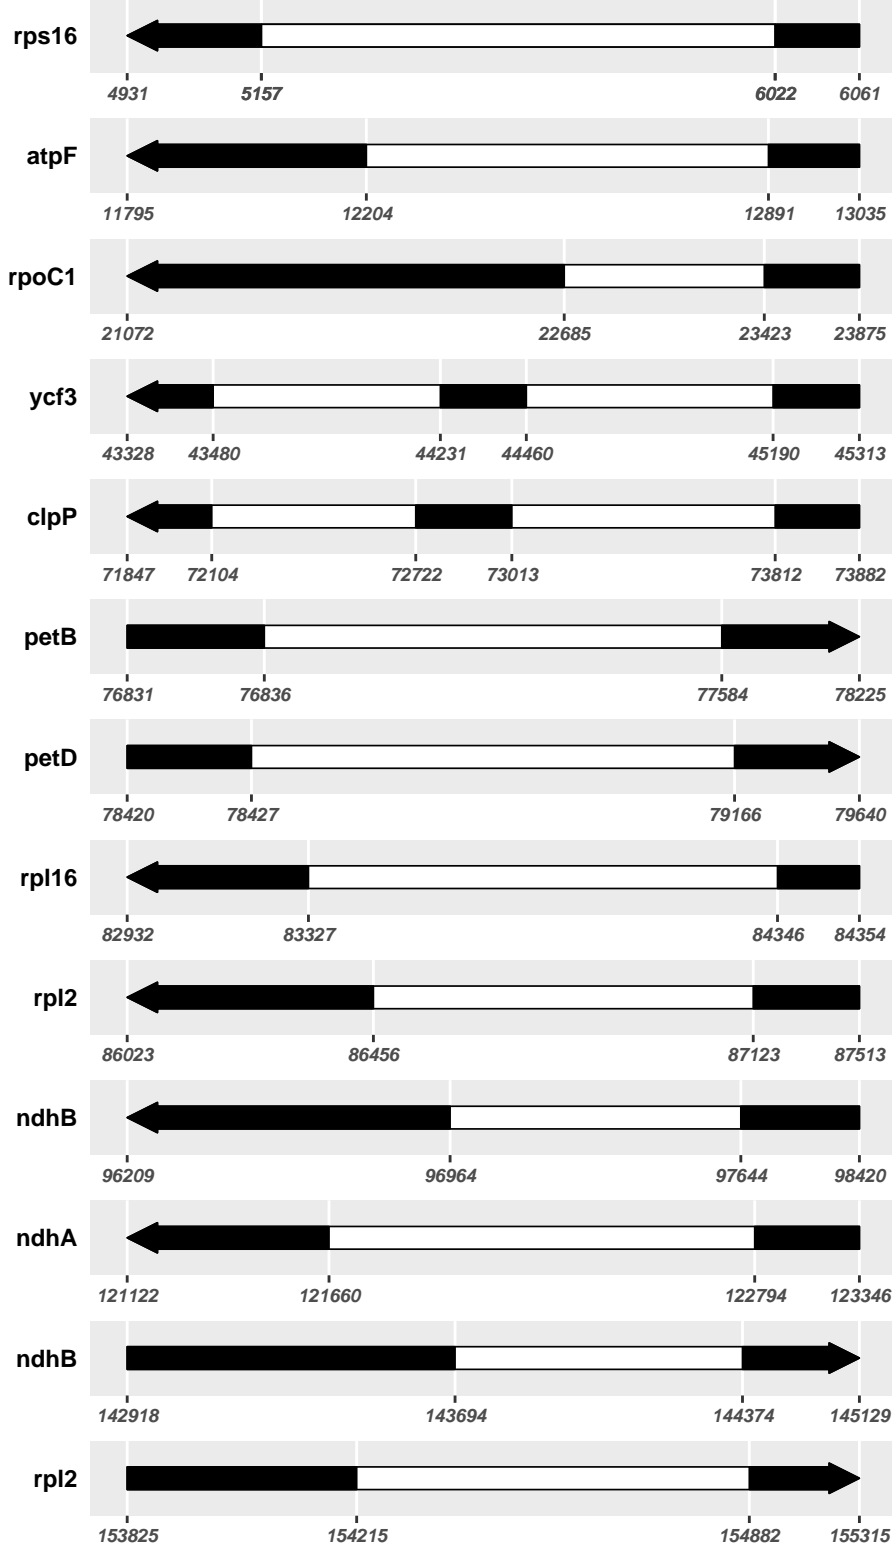 rps16
4931 5157 6022 6061
atpF
11795 12204 12891 13035
rpoC1
21072 22685 23423 23875
ycf3
43328 43480 44231 44460 45190 45313
clpP
71847 72104 72722 73013 73812 73882
petB
76831 76836 77584 78225
petD
78420 78427 79166 79640
rpl16
82932 83327 84346 84354
rpl2
86023 86456 87123 87513
ndhB
96209 96964 97644 98420
ndhA
121122 121660 122794 123346
ndhB
142918 143694 144374 145129
rpl2
153825 154215 154882 155315